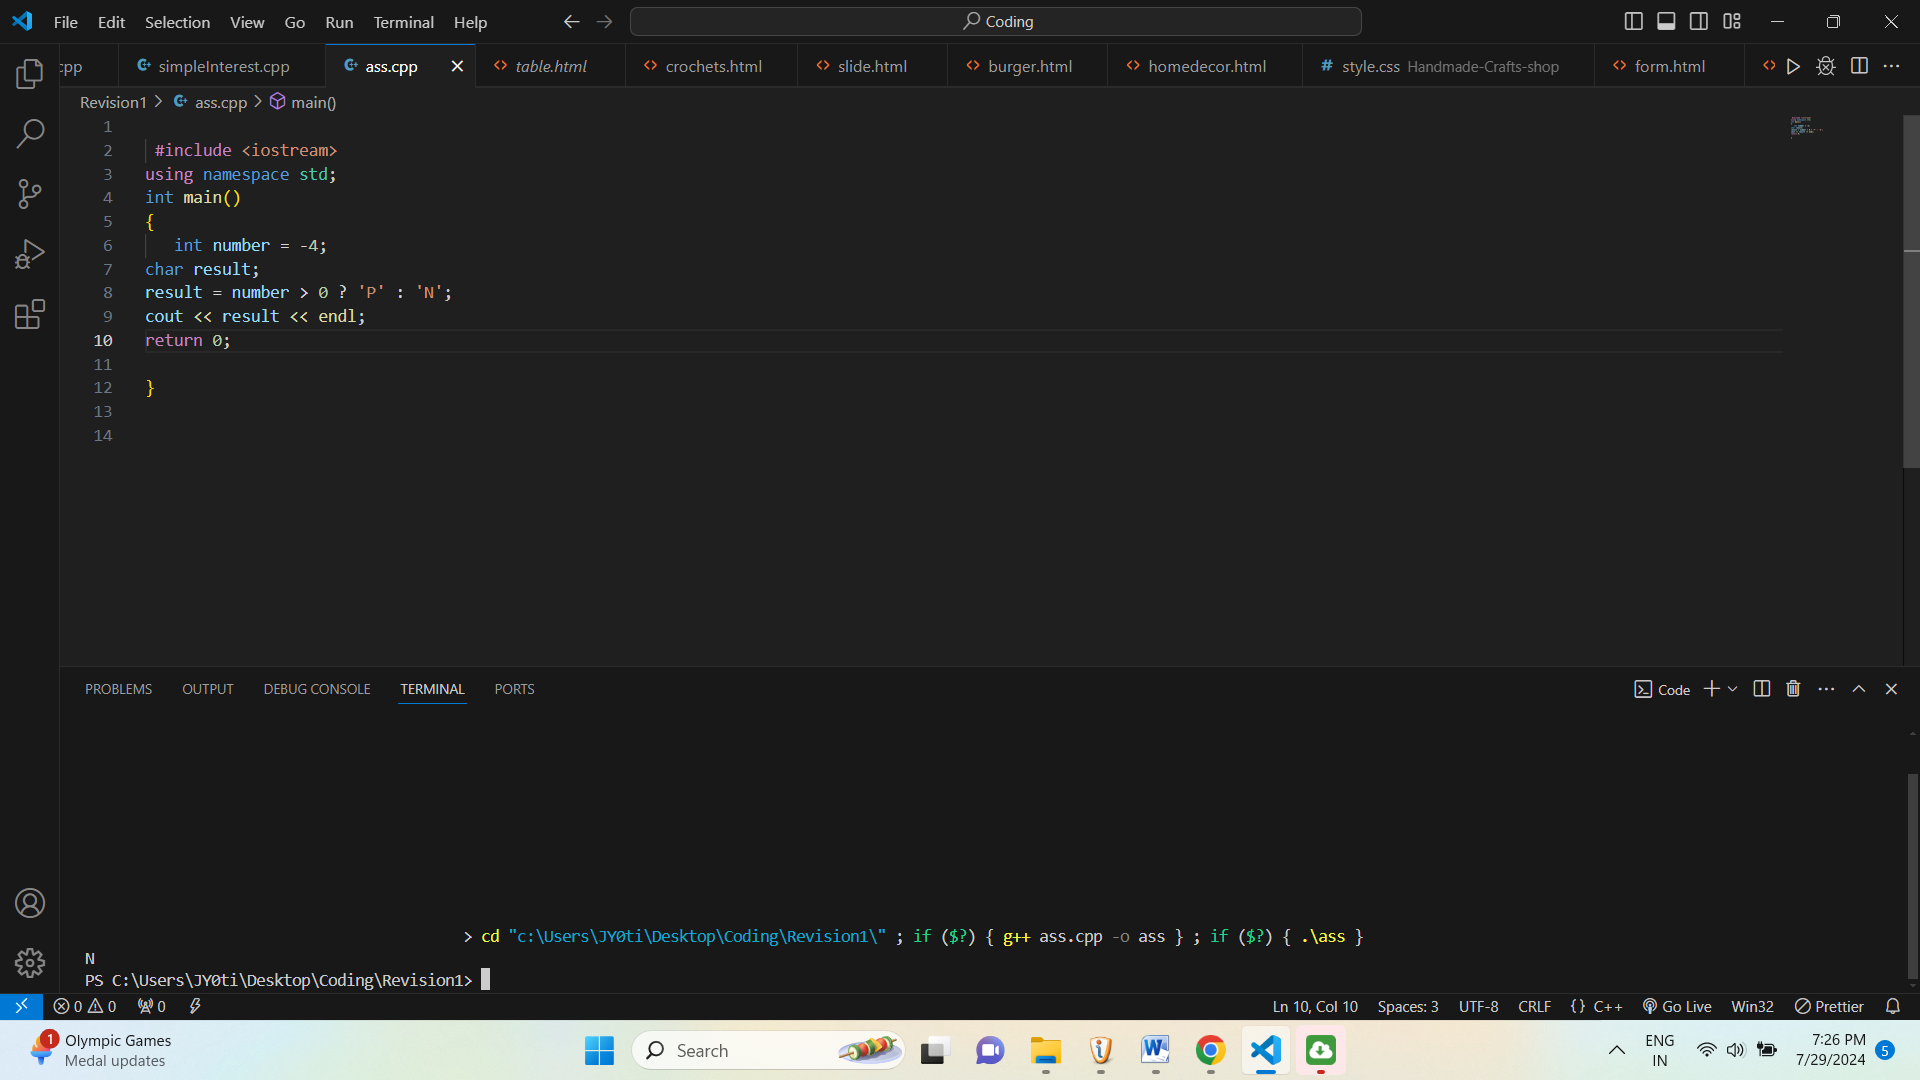 File Edit Selection View Go Run Terminal Help
Coding
cpp simpleInterest.cpp ass.cpp table.html crochets.html slide.html burger.html homedecor.html style.css Handmade-Crafts-shop form.html
Revision1 > ass.cpp > main()
1
2 #include <iostream>
3 using namespace std;
4 int main()
5 {
6 int number = -4;
7 char result;
8 result = number > 0 ? 'P' : 'N';
9 cout << result << endl;
10 return 0;
11
12 }
13
14
PROBLEMS OUTPUT DEBUG CONSOLE TERMINAL PORTS
Code
> cd "c:\Users\JY0ti\Desktop\Coding\Revision1\" ; if ($?) { g++ ass.cpp -o ass } ; if ($?) { .\ass }
N
PS C:\Users\JY0ti\Desktop\Coding\Revision1>
0 0 0 Ln 10, Col 10 Spaces: 3 UTF-8 CRLF {} C++ Go Live Win32 Prettier
1 Olympic Games
Medal updates
Search
ENG
IN
7:26 PM
7/29/2024
5